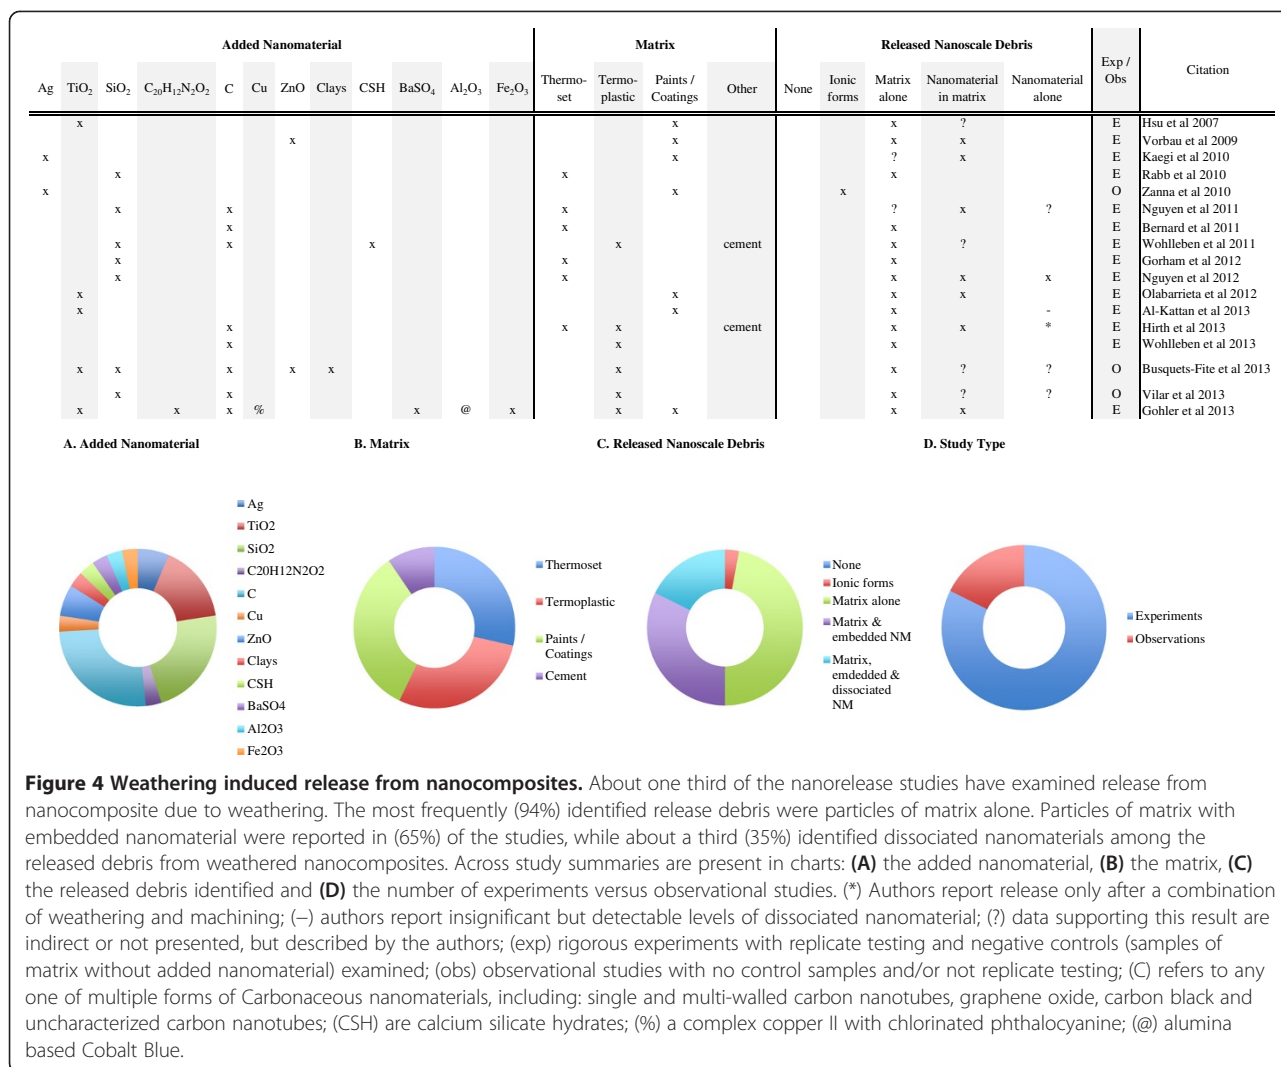 Added Nanomaterial Matrix Released Nanoscale Debris Exp / Obs Citation
Ag TiO₂ SiO₂ C₂₀H₁₂N₂O₂ C Cu ZnO Clays CSH BaSO₄ Al₂O₃ Fe₂O₃ Thermo-set Termo-plastic Paints / Coatings Other None Ionic forms Matrix alone Nanomaterial in matrix Nanomaterial alone
x x x ? E Hsu et al 2007
x x x x E Vorbau et al 2009
x x ? x E Kaegi et al 2010
x x x E Rabb et al 2010
x x x O Zanna et al 2010
x x x ? x ? E Nguyen et al 2011
x x x E Bernard et al 2011
x x x x cement x ? E Wohlleben et al 2011
x x x E Gorham et al 2012
x x x x x E Nguyen et al 2012
x x x x E Olabarrieta et al 2012
x x x - E Al-Kattan et al 2013
x x x cement x x * E Hirth et al 2013
x x x E Wohlleben et al 2013
x x x x x x x ? ? O Busquets-Fite et al 2013
x x x x ? ? O Vilar et al 2013
x x x % x @ x x x x x E Gohler et al 2013
A. Added Nanomaterial B. Matrix C. Released Nanoscale Debris D. Study Type
Ag
TiO2
SiO2
C20H12N2O2
C
Cu
ZnO
Clays
CSH
BaSO4
Al2O3
Fe2O3
Thermoset
Termoplastic
Paints /
Coatings
Cement
None
Ionic forms
Matrix alone
Matrix &
embedded NM
Matrix,
emdedded &
dissociated
NM
Experiments
Observations
Figure 4 Weathering induced release from nanocomposites. About one third of the nanorelease studies have examined release from
nanocomposite due to weathering. The most frequently (94%) identified release debris were particles of matrix alone. Particles of matrix with
embedded nanomaterial were reported in (65%) of the studies, while about a third (35%) identified dissociated nanomaterials among the
released debris from weathered nanocomposites. Across study summaries are present in charts: (A) the added nanomaterial, (B) the matrix, (C)
the released debris identified and (D) the number of experiments versus observational studies. (*) Authors report release only after a combination
of weathering and machining; (−) authors report insignificant but detectable levels of dissociated nanomaterial; (?) data supporting this result are
indirect or not presented, but described by the authors; (exp) rigorous experiments with replicate testing and negative controls (samples of
matrix without added nanomaterial) examined; (obs) observational studies with no control samples and/or not replicate testing; (C) refers to any
one of multiple forms of Carbonaceous nanomaterials, including: single and multi-walled carbon nanotubes, graphene oxide, carbon black and
uncharacterized carbon nanotubes; (CSH) are calcium silicate hydrates; (%) a complex copper II with chlorinated phthalocyanine; (@) alumina
based Cobalt Blue.